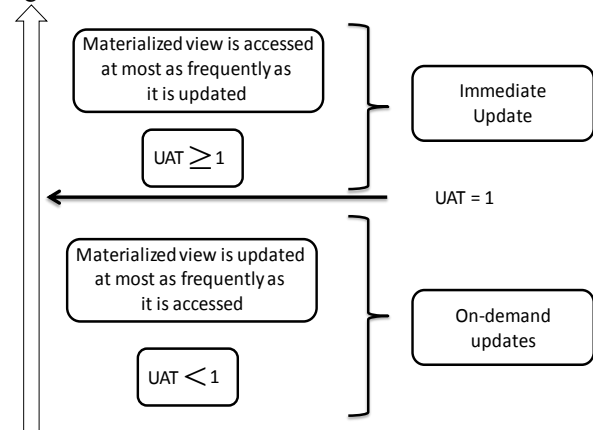 Materialized view is accessed
at most as frequently as
it is updated
Immediate
Update
UAT ≥ 1
UAT = 1
Materialized view is updated
at most as frequently as
it is accessed
On-demand
updates
UAT < 1